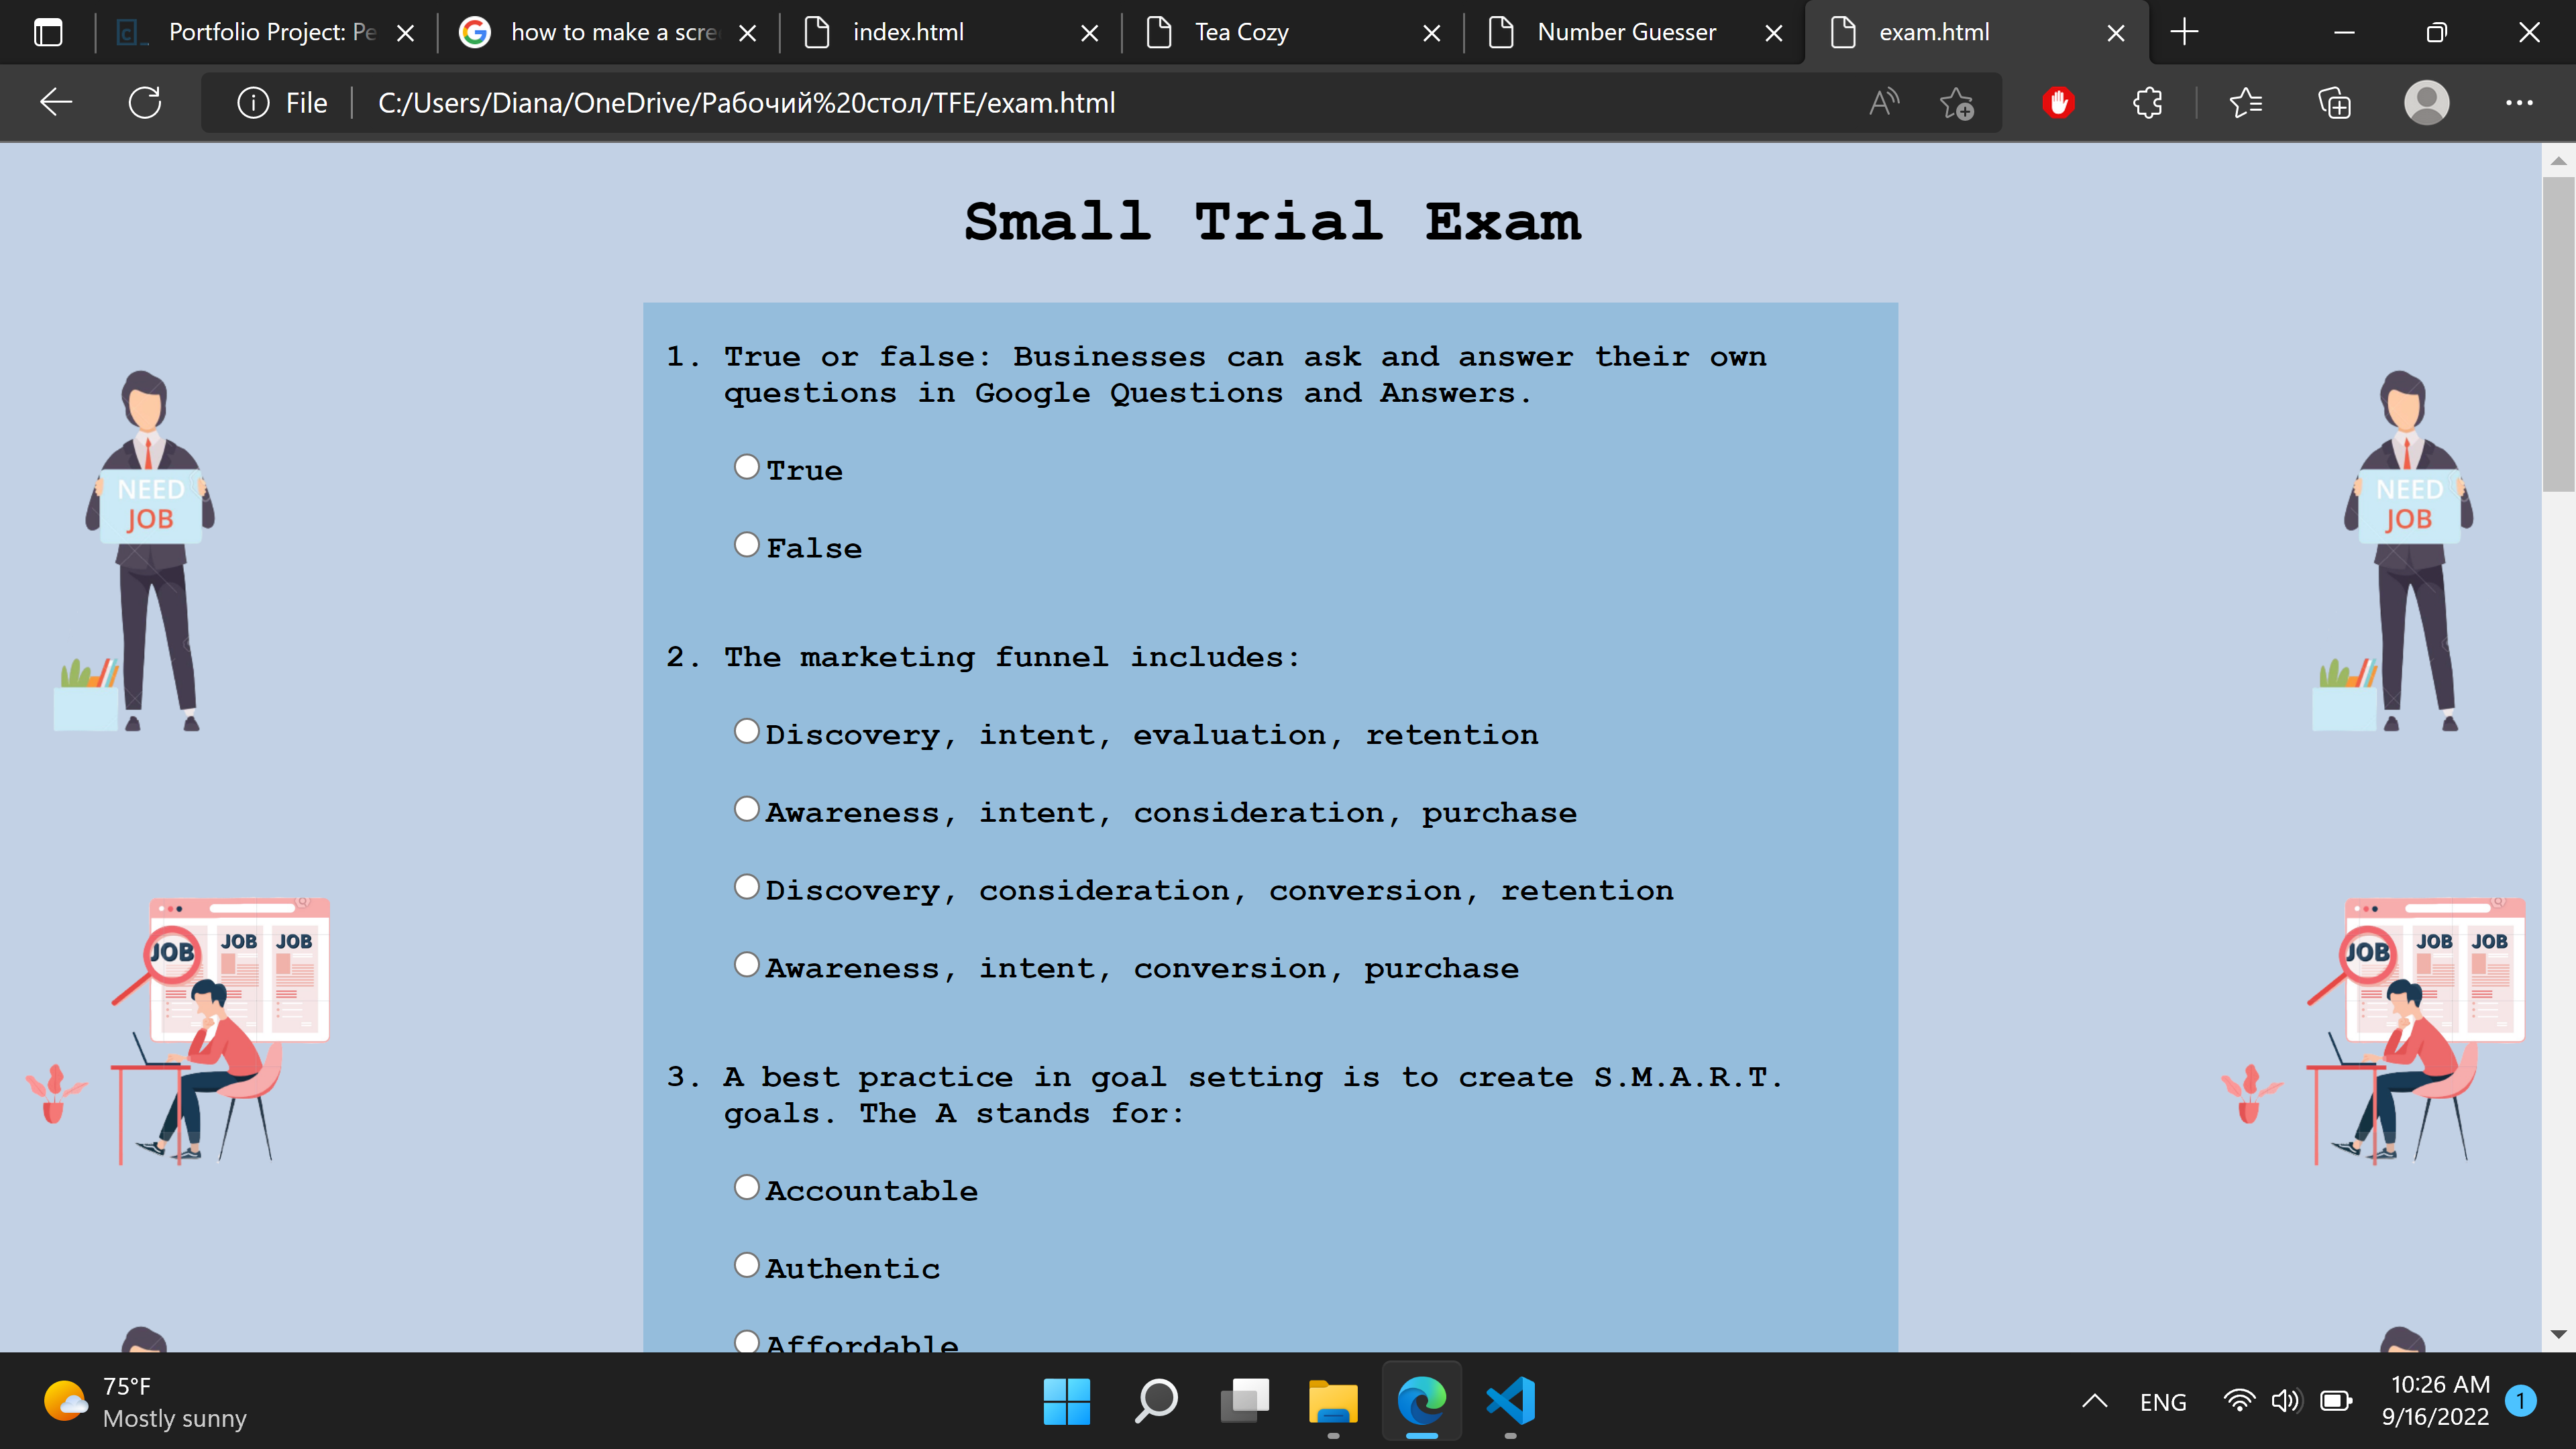 Portfolio Project: Pe
how to make a scre
index.html
Tea Cozy
Number Guesser
exam.html
File
C:/Users/Diana/OneDrive/Рабочий%20стол/TFE/exam.html
Small Trial Exam
1. True or false: Businesses can ask and answer their own
questions in Google Questions and Answers.
True
False
2. The marketing funnel includes:
Discovery, intent, evaluation, retention
Awareness, intent, consideration, purchase
Discovery, consideration, conversion, retention
Awareness, intent, conversion, purchase
3. A best practice in goal setting is to create S.M.A.R.T.
goals. The A stands for:
Accountable
Authentic
Affordable
NEED
JOB
NEED
JOB
JOB JOB JOB
JOB JOB JOB
75°F
Mostly sunny
ENG
10:26 AM
9/16/2022
1